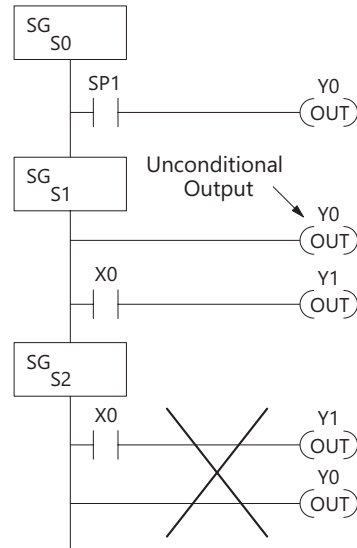 SG
S0
SP1
Y0
OUT
SG
S1
Unconditional
Output
Y0
OUT
X0
Y1
OUT
SG
S2
X0
Y1
OUT
Y0
OUT